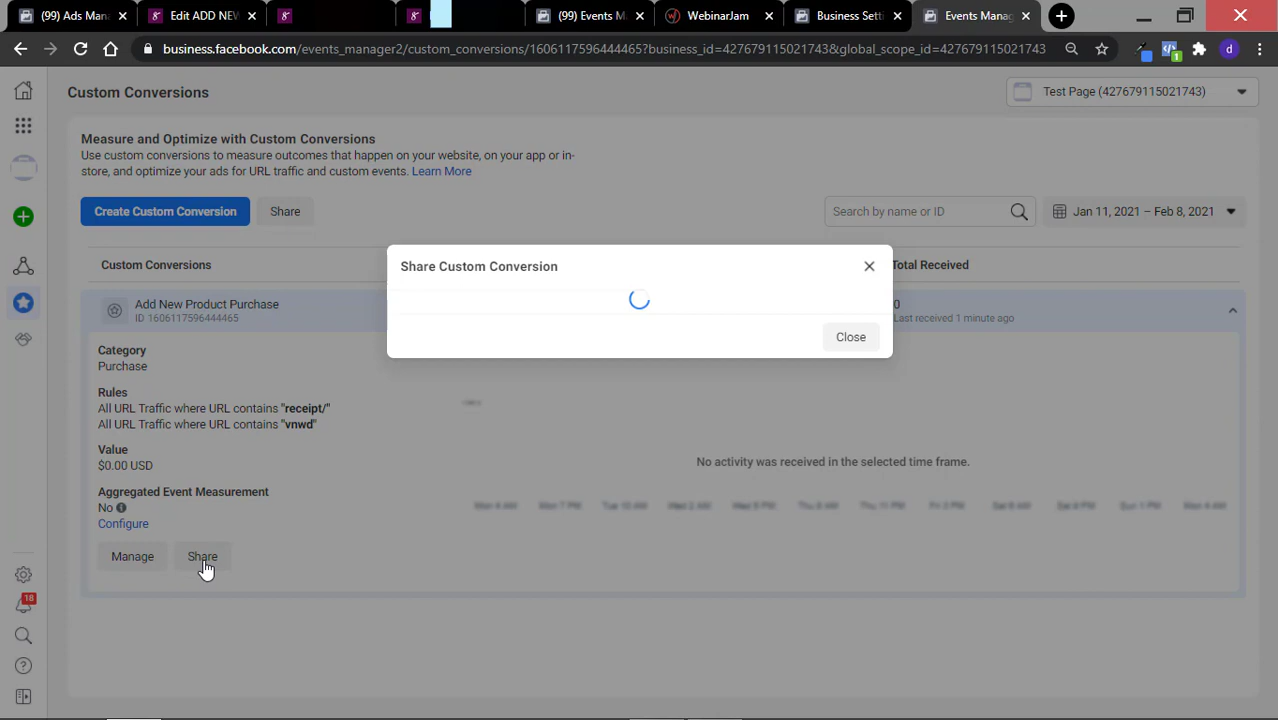 (99) Ads Mana
Edit ADD NEW
(99) Events M
WebinarJam
Business Setti
Events Manag
business.facebook.com/events_manager2/custom_conversions/1606117596444465?business_id=427679115021743&global_scope_id=427679115021743
1
d
Custom Conversions
Test Page (427679115021743)
Measure and Optimize with Custom Conversions
Use custom conversions to measure outcomes that happen on your website, on your app or in-
store, and optimize your ads for URL traffic and custom events. Learn More
Create Custom Conversion
Share
Search by name or ID
Jan 11, 2021 – Feb 8, 2021
Custom Conversions
Total Received
Share Custom Conversion
Close
Add New Product Purchase
ID 1606117596444465
0
Last received 1 minute ago
Category
Purchase
Rules
All URL Traffic where URL contains "receipt/"
All URL Traffic where URL contains "vnwd"
Value
$0.00 USD
No activity was received in the selected time frame.
Aggregated Event Measurement
No
Configure
Manage
Share
18